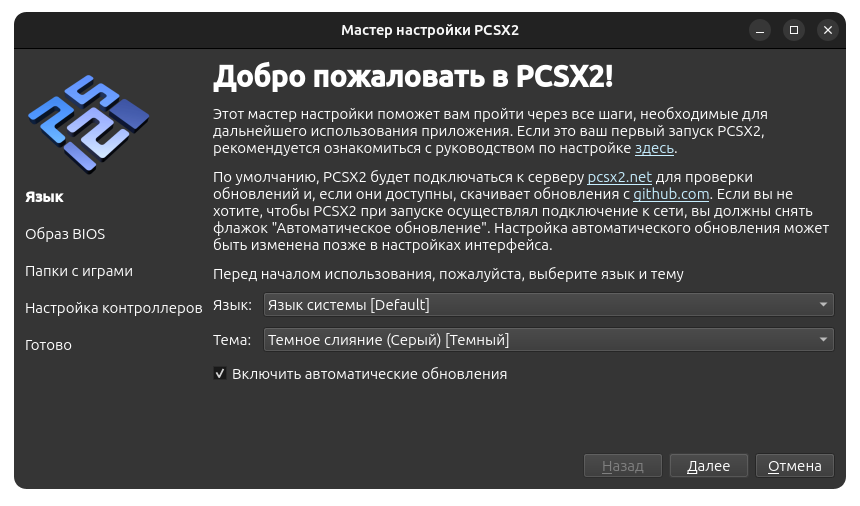 Мастер настройки PCSX2
Добро пожаловать в PCSX2!
Этот мастер настройки поможет вам пройти через все шаги, необходимые для
дальнейшего использования приложения. Если это ваш первый запуск PCSX2,
рекомендуется ознакомиться с руководством по настройке здесь.
По умолчанию, PCSX2 будет подключаться к серверу pcsx2.net для проверки
обновлений и, если они доступны, скачивает обновления с github.com. Если вы не
хотите, чтобы PCSX2 при запуске осуществлял подключение к сети, вы должны снять
флажок "Автоматическое обновление". Настройка автоматического обновления может
быть изменена позже в настройках интерфейса.
Перед началом использования, пожалуйста, выберите язык и тему
Язык
Образ BIOS
Папки с играми
Настройка контроллеров
Готово
Язык: Язык системы [Default]
Тема: Темное слияние (Серый) [Темный]
Включить автоматические обновления
Назад Далее Отмена